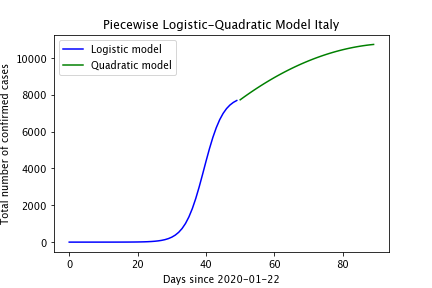 Piecewise Logistic-Quadratic Model Italy
Logistic model
Quadratic model
Total number of confirmed cases
10000
8000
6000
4000
2000
0
0 20 40 60 80
Days since 2020-01-22